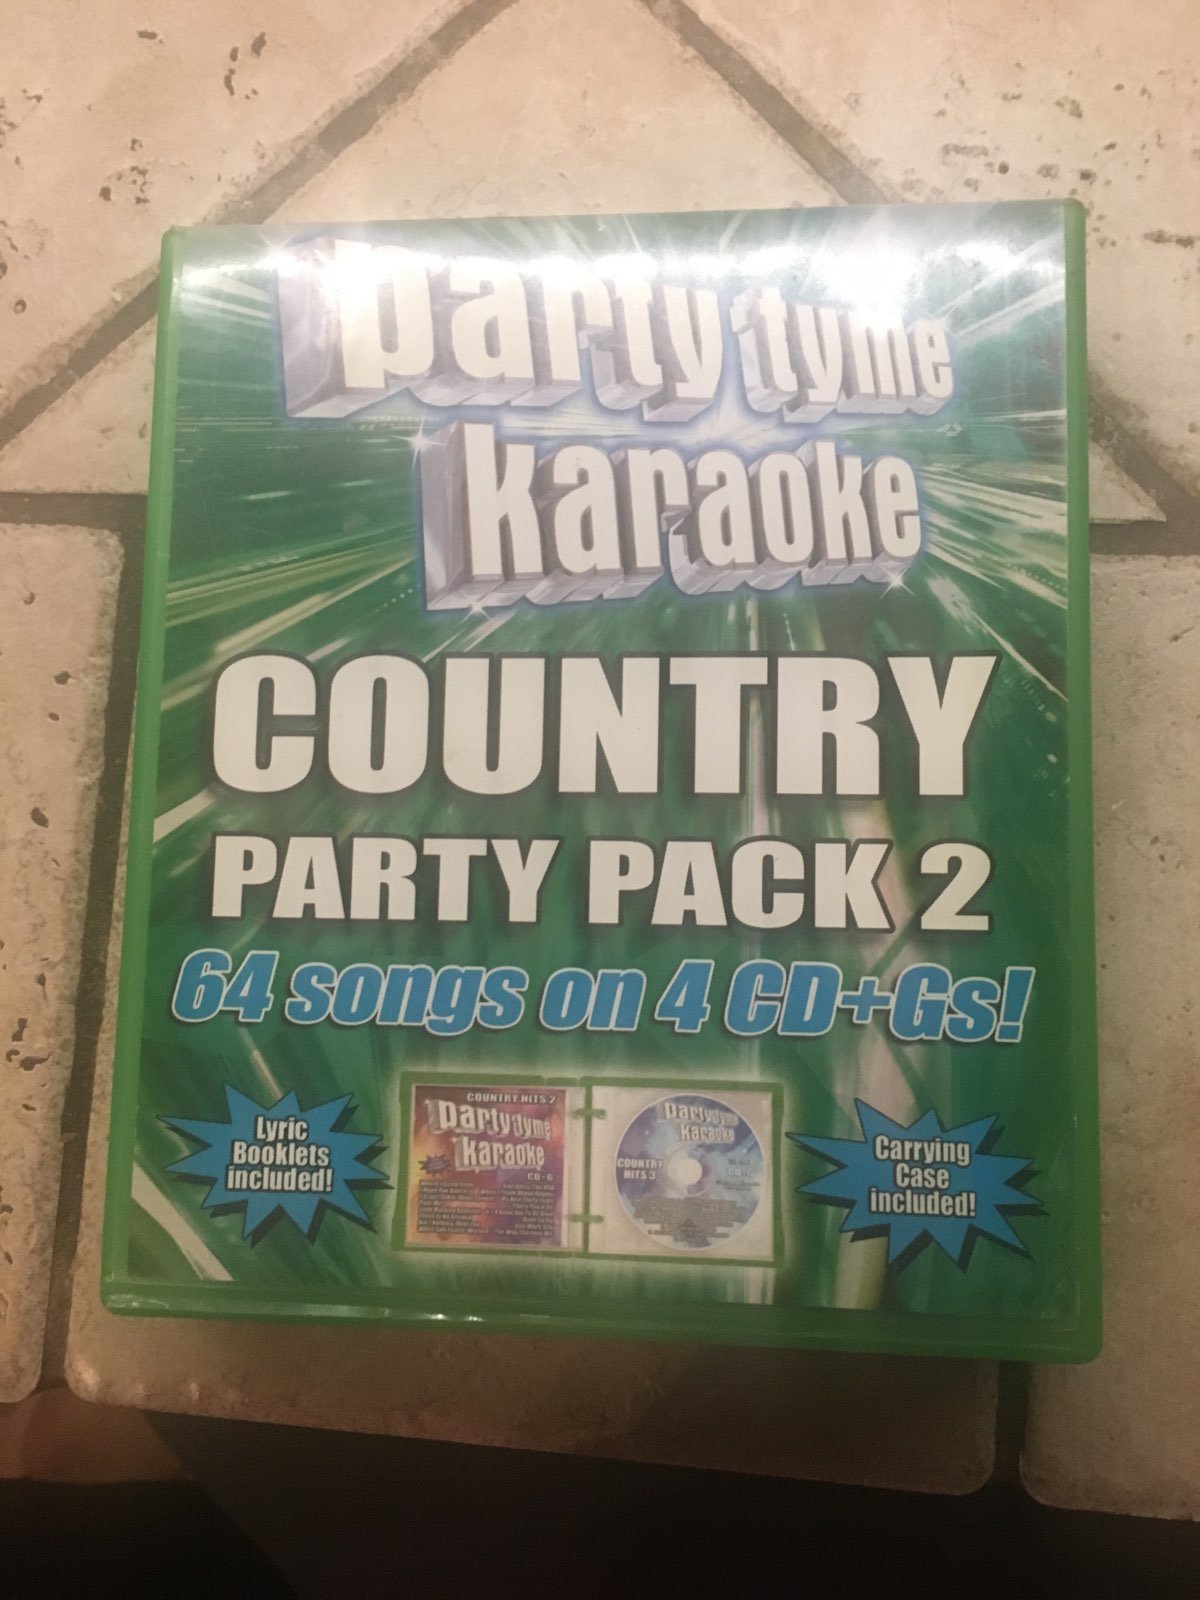 party tyme
karaoke
COUNTRY
PARTY PACK 2
64 songs on 4 CD+Gs!
Lyric
Booklets
included!
COUNTRY HITS 2
party tyme
karaoke
CD+G
party tyme
karaoke
COUNTRY
HITS 3
CD+G
Carrying
Case
included!